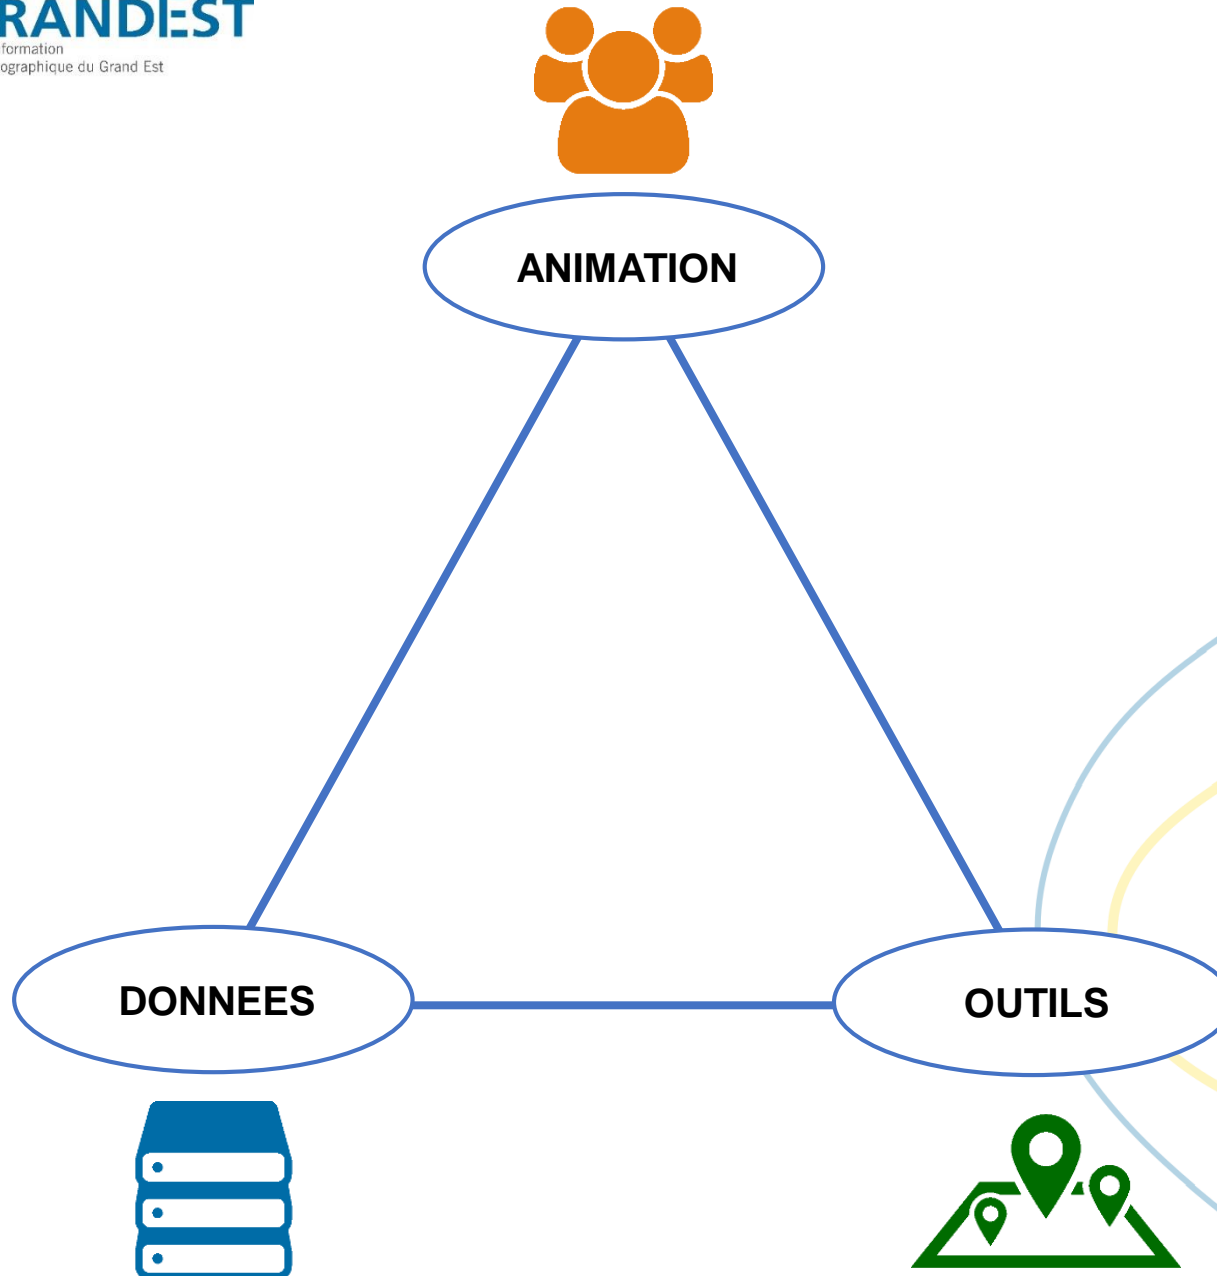 RANDEST
formation
ographique du Grand Est
ANIMATION
DONNEES
OUTILS